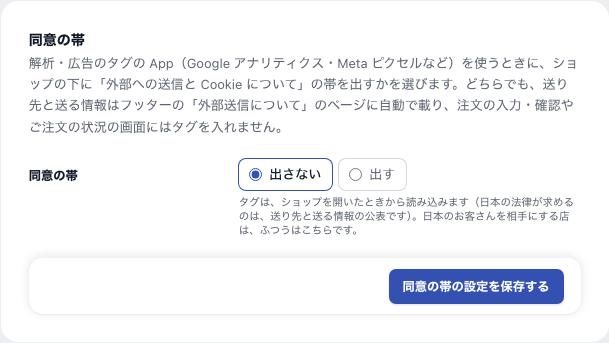 同意の帯
解析・広告のタグの App（Google アナリティクス・Meta ピクセルなど）を使うときに、ショ
ップの下に「外部への送信と Cookie について」の帯を出すかを選びます。どちらでも、送り
先と送る情報はフッターの「外部送信について」のページに自動で載り、注文の入力・確認や
ご注文の状況の画面にはタグを入れません。
同意の帯
出さない 出す
タグは、ショップを開いたときから読み込みます（日本の法律が求める
のは、送り先と送る情報の公表です）。日本のお客さんを相手にする店
は、ふつうはこちらです。
同意の帯の設定を保存する